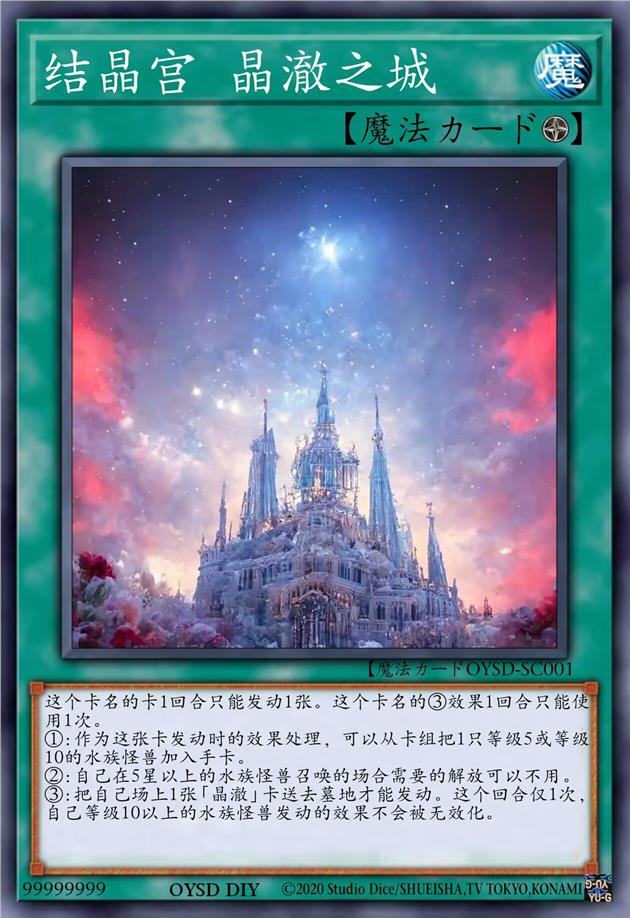 结晶宫 晶澈之城
魔
【魔法カード】
【魔法カードOYSD-SC001
这个卡名的卡1回合只能发动1张。这个卡名的③效果1回合只能使
用1次。
①:作为这张卡发动时的效果处理，可以从卡组把1只等级5或等级
10的水族怪兽加入手卡。
②:自己在5星以上的水族怪兽召唤的场合需要的解放可以不用。
③:把自己场上1张「晶澈」卡送去墓地才能发动。这个回合仅1次，
自己等级10以上的水族怪兽发动的效果不会被无效化。
99999999 OYSD DIY ©2020 Studio Dice/SHUEISHA,TV TOKYO,KONAMI
YU-G